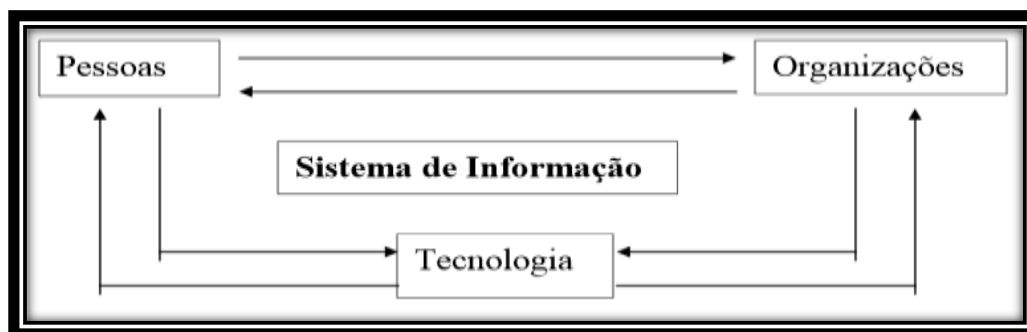 Pessoas
Organizações
Sistema de Informação
Tecnologia